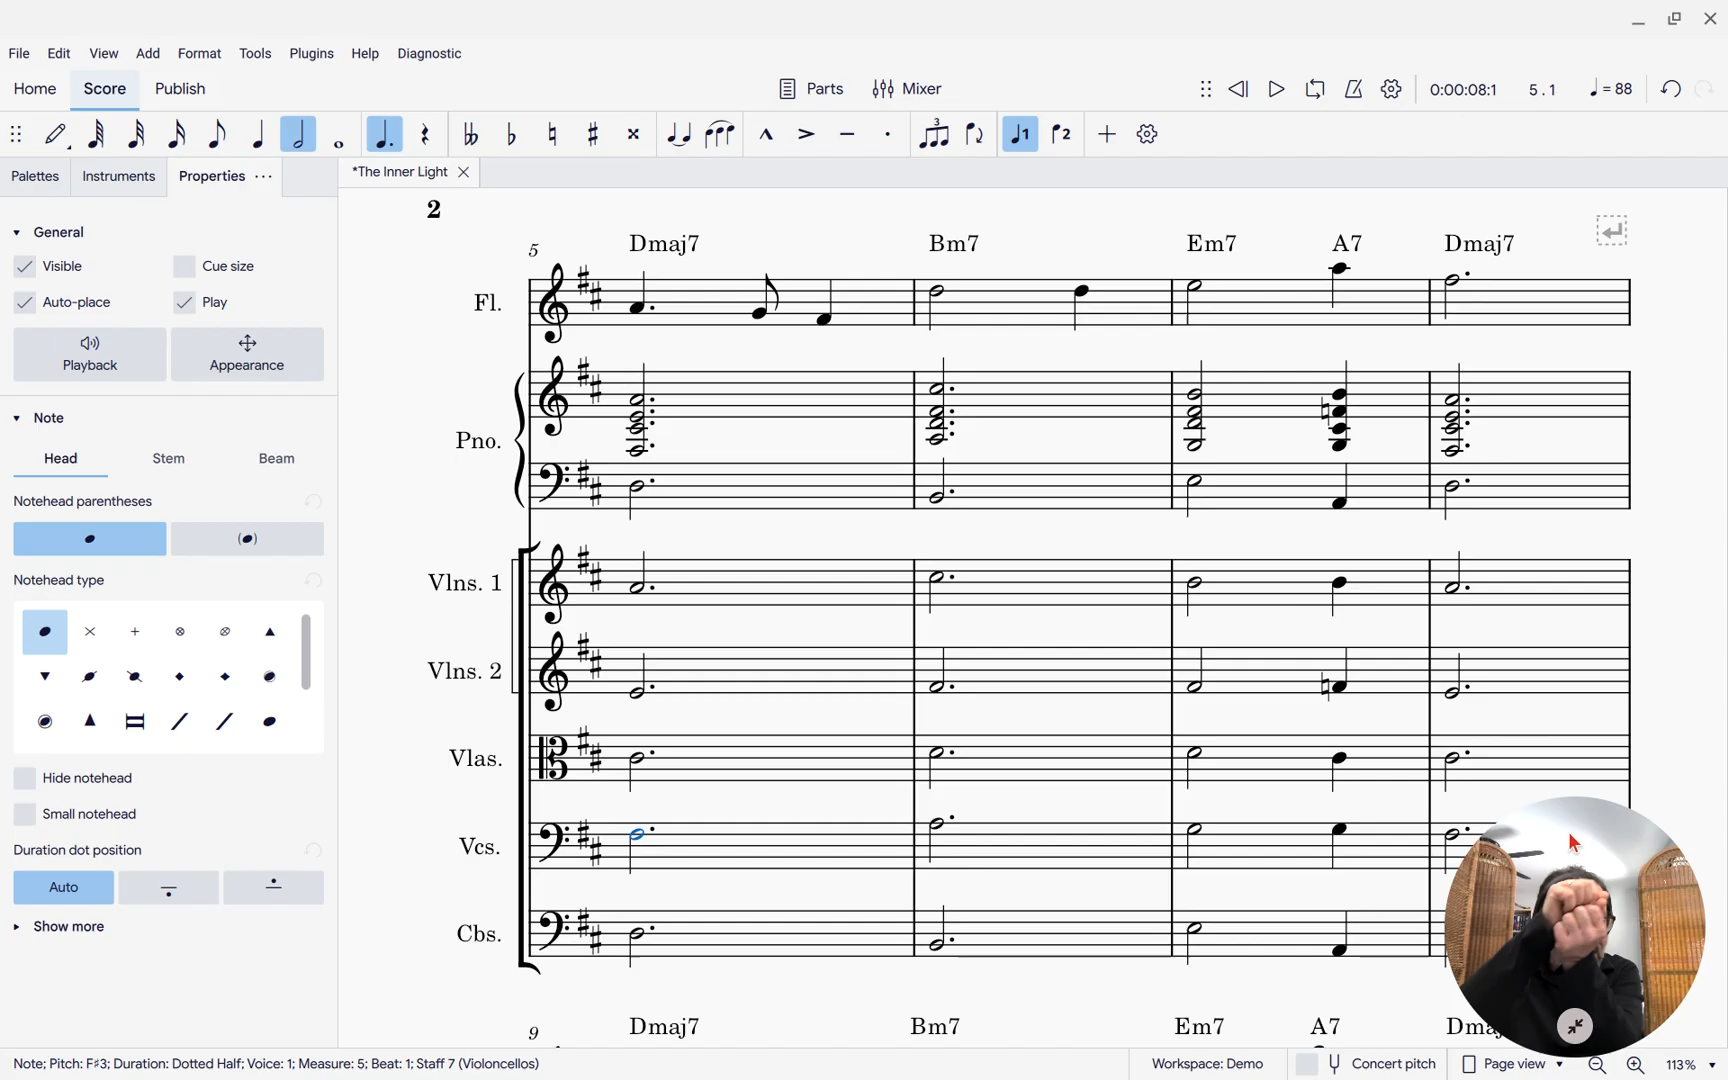 File Edit View Add Format Tools Plugins Help Diagnostic
Home Score Publish Parts Mixer 0:00:08:1 5 . 1 = 88
3 1 2
Palettes Instruments Properties ... *The Inner Light
General
Visible Cue size
Auto-place Play
Playback Appearance
Note
Head Stem Beam
Notehead parentheses
Notehead type
Hide notehead
Small notehead
Duration dot position
Auto
Show more
2
5 Dmaj7 Bm7 Em7 A7 Dmaj7
Fl.
Pno.
Vlns. 1
Vlns. 2
Vlas.
Vcs.
Cbs.
9 Dmaj7 Bm7 Em7 A7
Note; Pitch: F♯3; Duration: Dotted Half; Voice: 1; Measure: 5; Beat: 1; Staff 7 (Violoncellos) Workspace: Demo Concert pitch Page view 113%